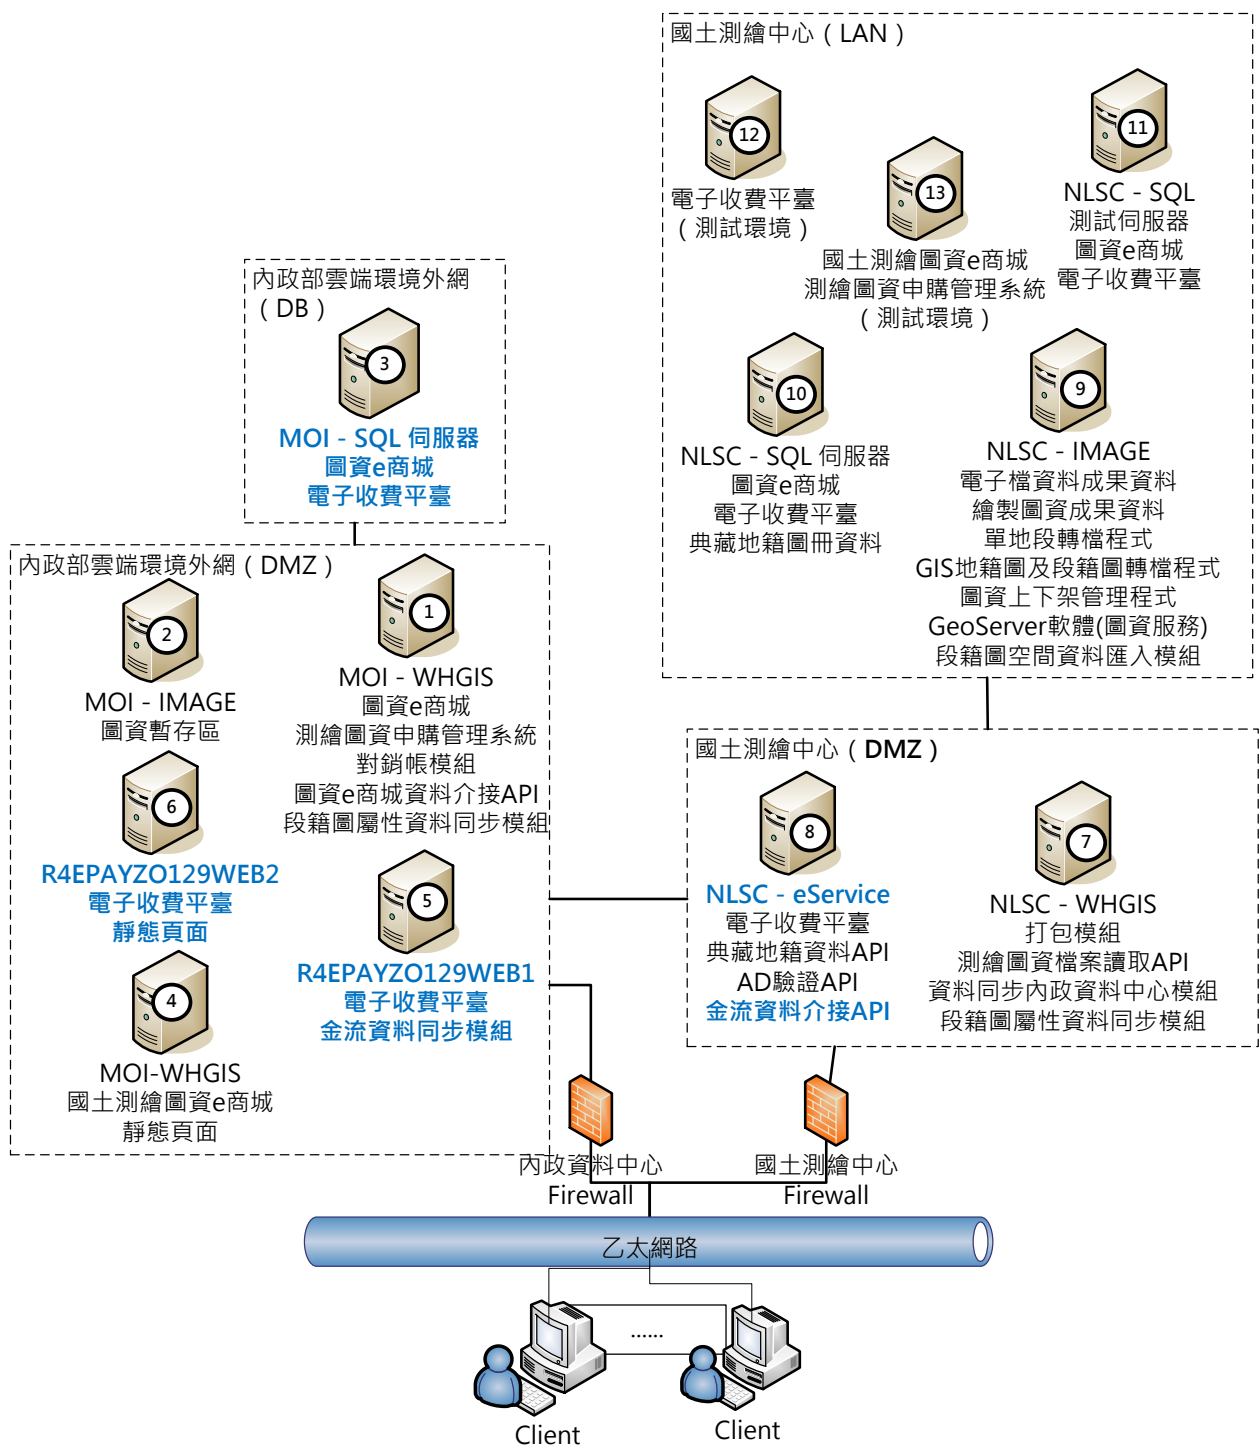 國土測繪中心（LAN）
12
電子收費平臺
（測試環境）
13
國土測繪圖資e商城
測繪圖資申購管理系統
（測試環境）
11
NLSC - SQL
測試伺服器
圖資e商城
電子收費平臺
10
NLSC - SQL 伺服器
圖資e商城
電子收費平臺
典藏地籍圖冊資料
9
NLSC - IMAGE
電子檔資料成果資料
繪製圖資成果資料
單地段轉檔程式
GIS地籍圖及段籍圖轉檔程式
圖資上下架管理程式
GeoServer軟體(圖資服務)
段籍圖空間資料匯入模組
內政部雲端環境外網
（DB）
3
MOI - SQL 伺服器
圖資e商城
電子收費平臺
內政部雲端環境外網（DMZ）
2
MOI - IMAGE
圖資暫存區
1
MOI - WHGIS
圖資e商城
測繪圖資申購管理系統
對銷帳模組
圖資e商城資料介接API
段籍圖屬性資料同步模組
6
R4EPAYZO129WEB2
電子收費平臺
靜態頁面
5
R4EPAYZO129WEB1
電子收費平臺
金流資料同步模組
4
MOI-WHGIS
國土測繪圖資e商城
靜態頁面
國土測繪中心（DMZ）
8
NLSC - eService
電子收費平臺
典藏地籍資料API
AD驗證API
金流資料介接API
7
NLSC - WHGIS
打包模組
測繪圖資檔案讀取API
資料同步內政資料中心模組
段籍圖屬性資料同步模組
內政資料中心
Firewall
國土測繪中心
Firewall
乙太網路
......
Client
Client